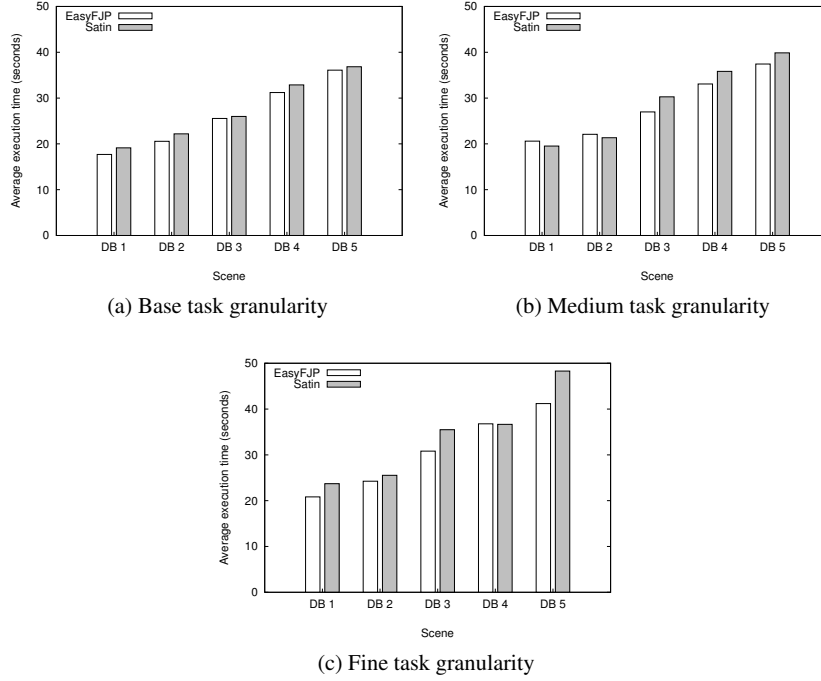 50
40
30
20
10
0
Average execution time (seconds)
EasyFJP
Satin
DB 1 DB 2 DB 3 DB 4 DB 5
Scene
(a) Base task granularity
50
40
30
20
10
0
Average execution time (seconds)
EasyFJP
Satin
DB 1 DB 2 DB 3 DB 4 DB 5
Scene
(b) Medium task granularity
50
40
30
20
10
0
Average execution time (seconds)
EasyFJP
Satin
DB 1 DB 2 DB 3 DB 4 DB 5
Scene
(c) Fine task granularity